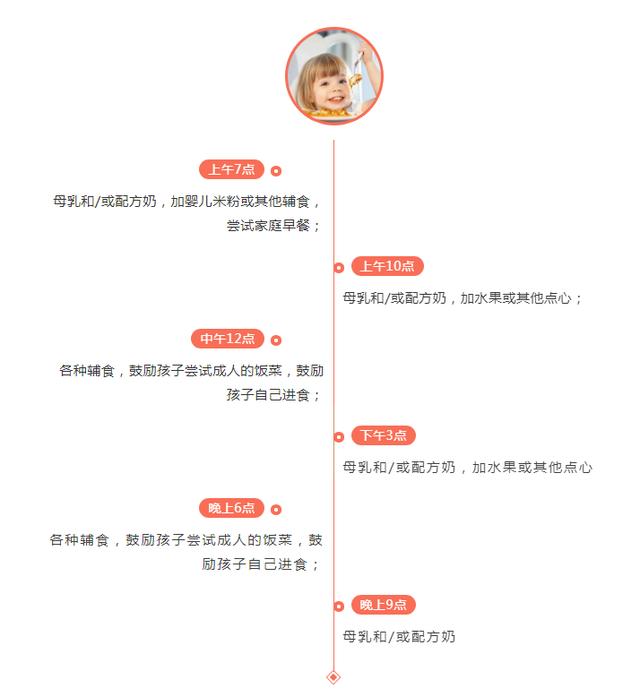 上午7点
母乳和/或配方奶，加婴儿米粉或其他辅食，
尝试家庭早餐；
上午10点
母乳和/或配方奶，加水果或其他点心；
中午12点
各种辅食，鼓励孩子尝试成人的饭菜，鼓励
孩子自己进食；
下午3点
母乳和/或配方奶，加水果或其他点心
晚上6点
各种辅食，鼓励孩子尝试成人的饭菜，鼓
励孩子自己进食；
晚上9点
母乳和/或配方奶